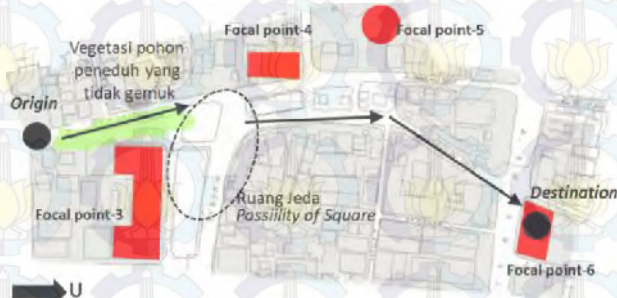 Focal point-4
Focal point-5
Vegetasi pohon
peneduh yang
tidak gemuk
Origin
Ruang Jeda
Passiility of Square
Destination
Focal point-3
Focal point-6
U